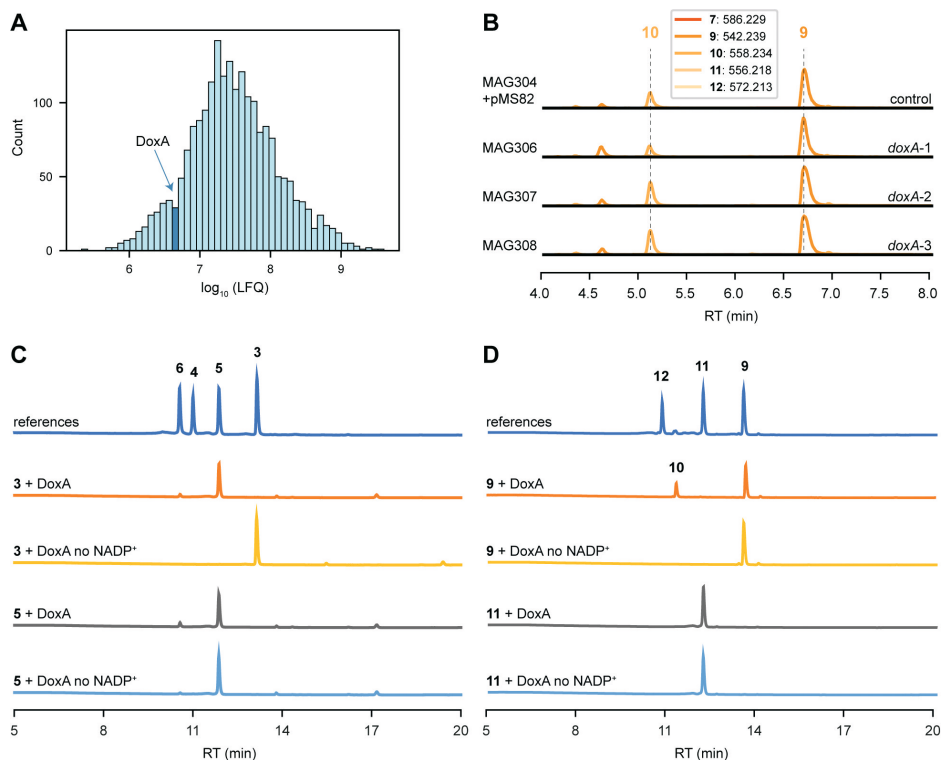 A
Count
100
50
0
DoxA
6
7
8
9
log₁₀ (LFQ)
B
7: 586.229
9: 542.239
10: 558.234
11: 556.218
12: 572.213
10
9
MAG304
+pMS82
control
MAG306
doxA-1
MAG307
doxA-2
MAG308
doxA-3
4.0 4.5 5.0 5.5 6.0 6.5 7.0 7.5 8.0
RT (min)
C
6 4 5 3
references
3 + DoxA
3 + DoxA no NADP⁺
5 + DoxA
5 + DoxA no NADP⁺
5 8 11 14 17 20
RT (min)
D
12 11 9
references
10
9 + DoxA
9 + DoxA no NADP⁺
11 + DoxA
11 + DoxA no NADP⁺
5 8 11 14 17 20
RT (min)